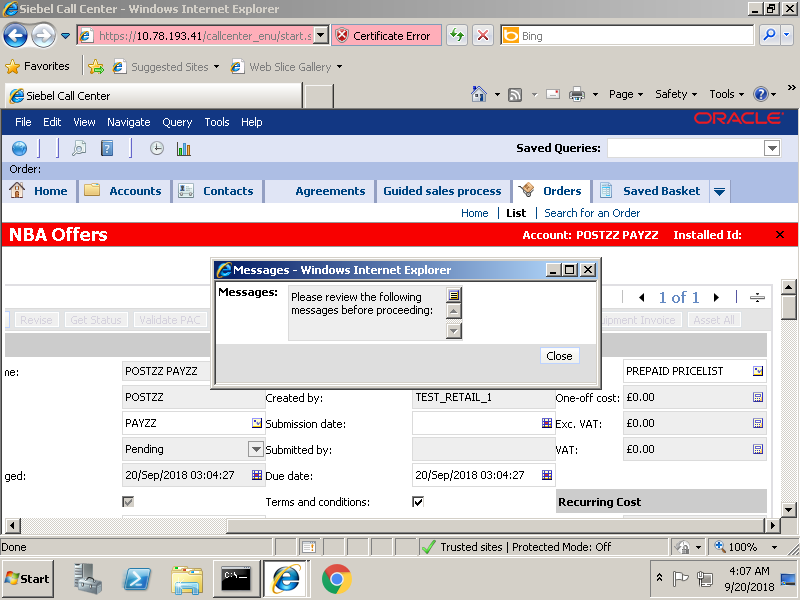 Siebel Call Center - Windows Internet Explorer
https://10.78.193.41/callcenter_enu/start.s
Certificate Error
Bing
Favorites
Suggested Sites
Web Slice Gallery
Siebel Call Center
Page
Safety
Tools
File Edit View Navigate Query Tools Help
ORACLE
Saved Queries:
Order:
Home
Accounts
Contacts
Agreements
Guided sales process
Orders
Saved Basket
Home | List | Search for an Order
NBA Offers
Account: POSTZZ PAYZZ Installed Id:
Messages - Windows Internet Explorer
Messages:
Please review the following
messages before proceeding:
Close
1 of 1
Revise
Get Status
Validate PAC
uipment Invoice
Asset All
me:
POSTZZ PAYZZ
PREPAID PRICELIST
POSTZZ
Created by:
TEST_RETAIL_1
One-off cost:
£0.00
PAYZZ
Submission date:
Exc. VAT:
£0.00
Pending
Submitted by:
VAT:
£0.00
ged:
20/Sep/2018 03:04:27
Due date:
20/Sep/2018 03:04:27
Terms and conditions:
Recurring Cost
Done
Trusted sites | Protected Mode: Off
100%
Start
C:\.
4:07 AM
9/20/2018